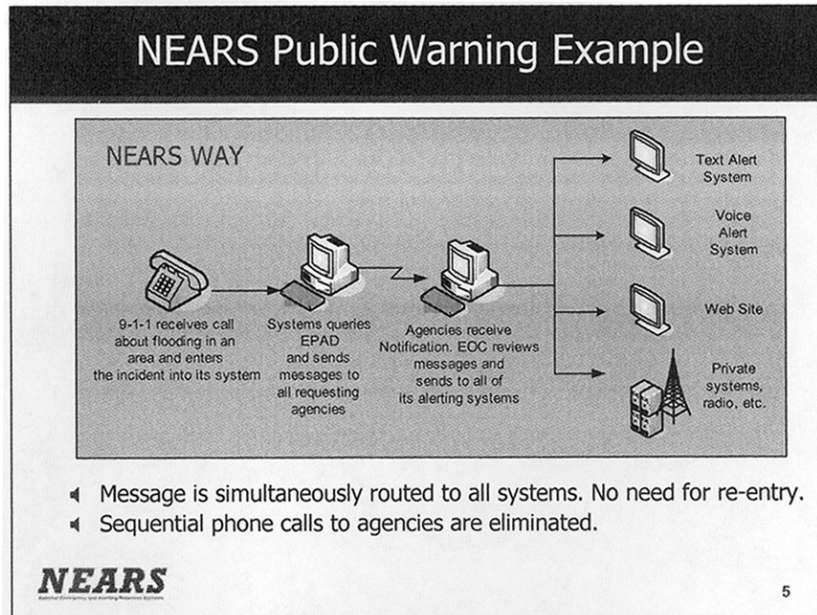 NEARS Public Warning Example
NEARS WAY
9-1-1 receives call
about flooding in an
area and enters
the incident into its system
Systems queries
EPAD
and sends
messages to
all requesting
agencies
Agencies receive
Notification. EOC reviews
messages and
sends to all of
its alerting systems
Text Alert
System
Voice
Alert
System
Web Site
Private
systems,
radio, etc.
Message is simultaneously routed to all systems. No need for re-entry.
Sequential phone calls to agencies are eliminated.
NEARS
5